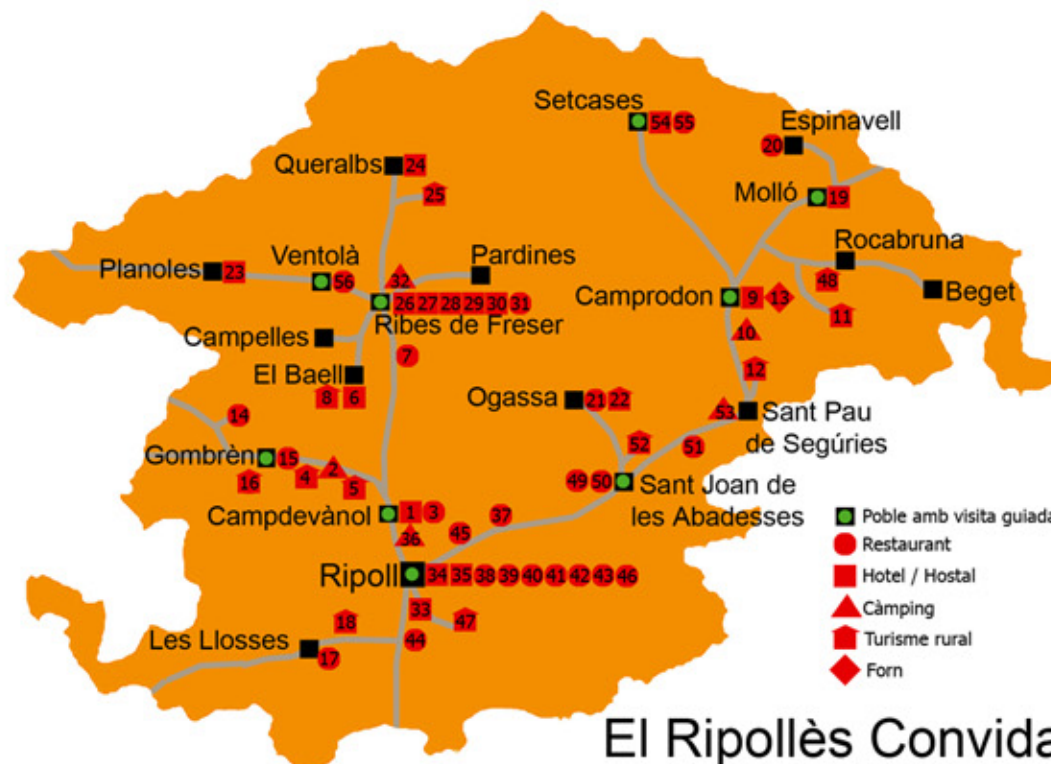 Setcases
54 55
Espinavell
20
Queralbs
24
25
Molló
19
Rocabruna
48
Beget
11
Planoles
23
Ventolà
56
32
Pardines
26 27 28 29 30 31
Ribes de Freser
Camprodon
9 13
10
12
Campelles
7
El Baell
8 6
Ogassa
21 22
53
Sant Pau
de Segúries
14
52
51
Gombrèn
15
16
4
2
5
49 50
Sant Joan de
les Abadesses
Campdevànol
1 3
36
45
37
Ripoll
34 35 38 39 40 41 42 43 46
33
47
18
44
Les Llosses
17
Poble amb visita guiada
Restaurant
Hotel / Hostal
Càmping
Turisme rural
Forn
El Ripollès Convida